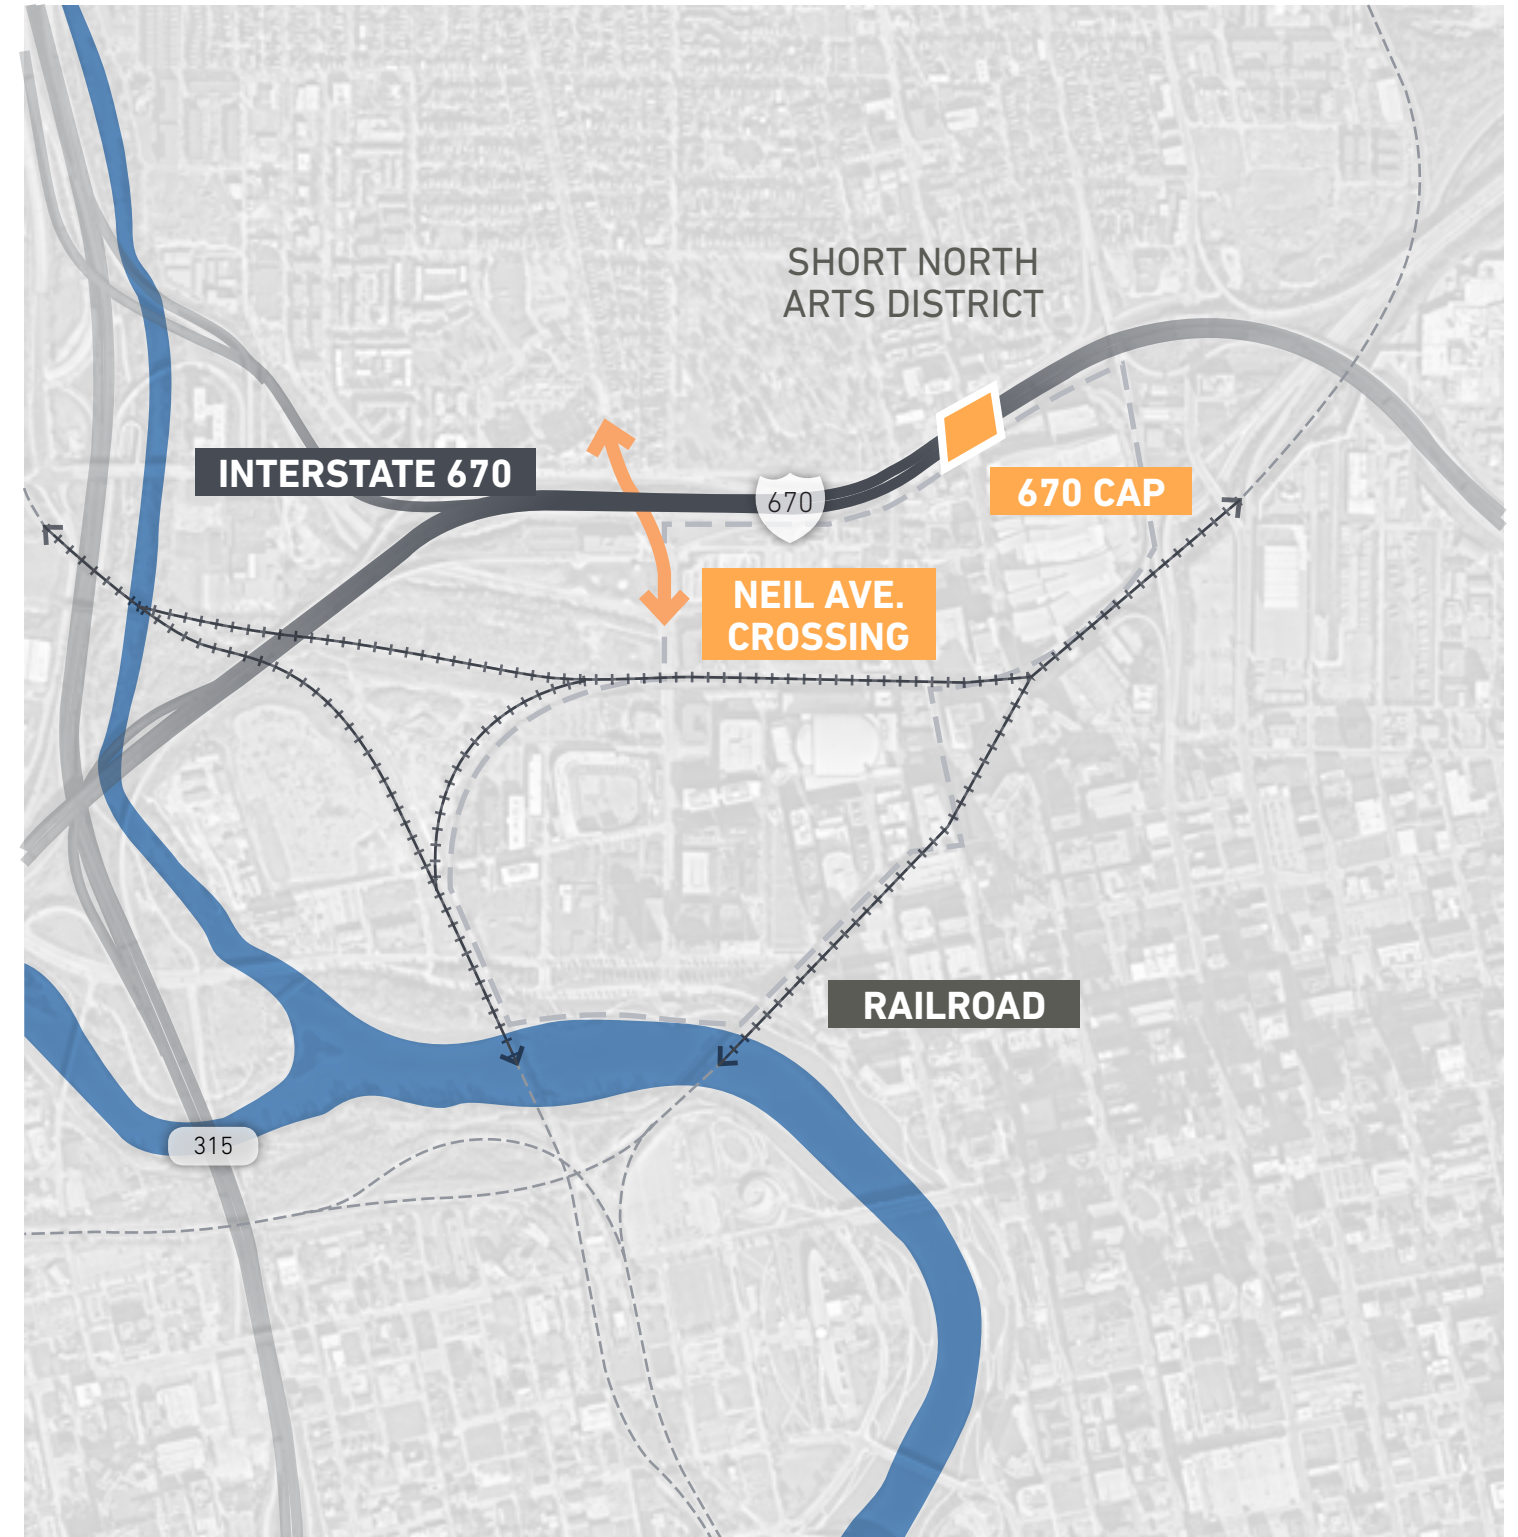 SHORT NORTH
ARTS DISTRICT
INTERSTATE 670
670
670 CAP
NEIL AVE.
CROSSING
RAILROAD
315